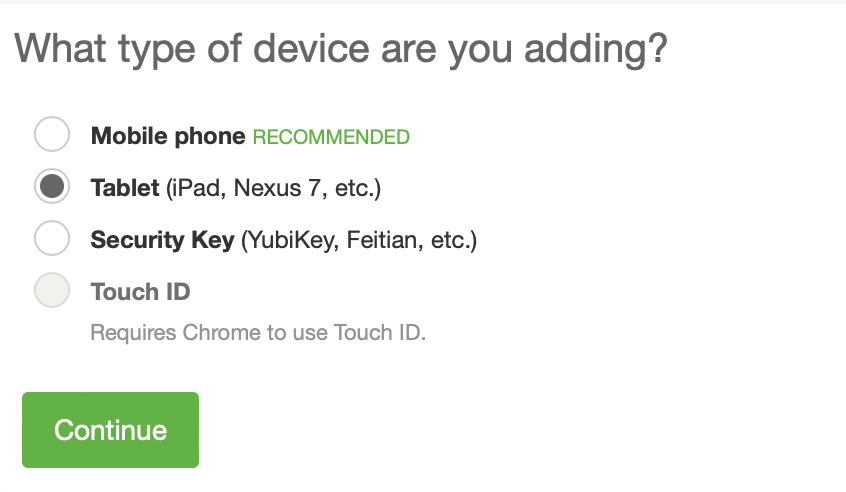 What type of device are you adding?
Mobile phone RECOMMENDED
Tablet (iPad, Nexus 7, etc.)
Security Key (YubiKey, Feitian, etc.)
Touch ID
Requires Chrome to use Touch ID.
Continue